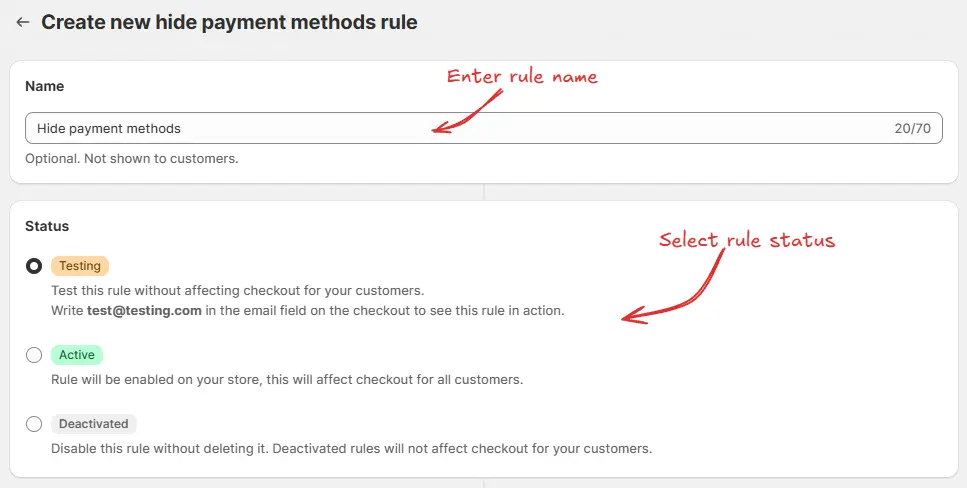 Create new hide payment methods rule
Enter rule name
Name
Hide payment methods 20/70
Optional. Not shown to customers.
Status
Select rule status
Testing
Test this rule without affecting checkout for your customers.
Write test@testing.com in the email field on the checkout to see this rule in action.
Active
Rule will be enabled on your store, this will affect checkout for all customers.
Deactivated
Disable this rule without deleting it. Deactivated rules will not affect checkout for your customers.